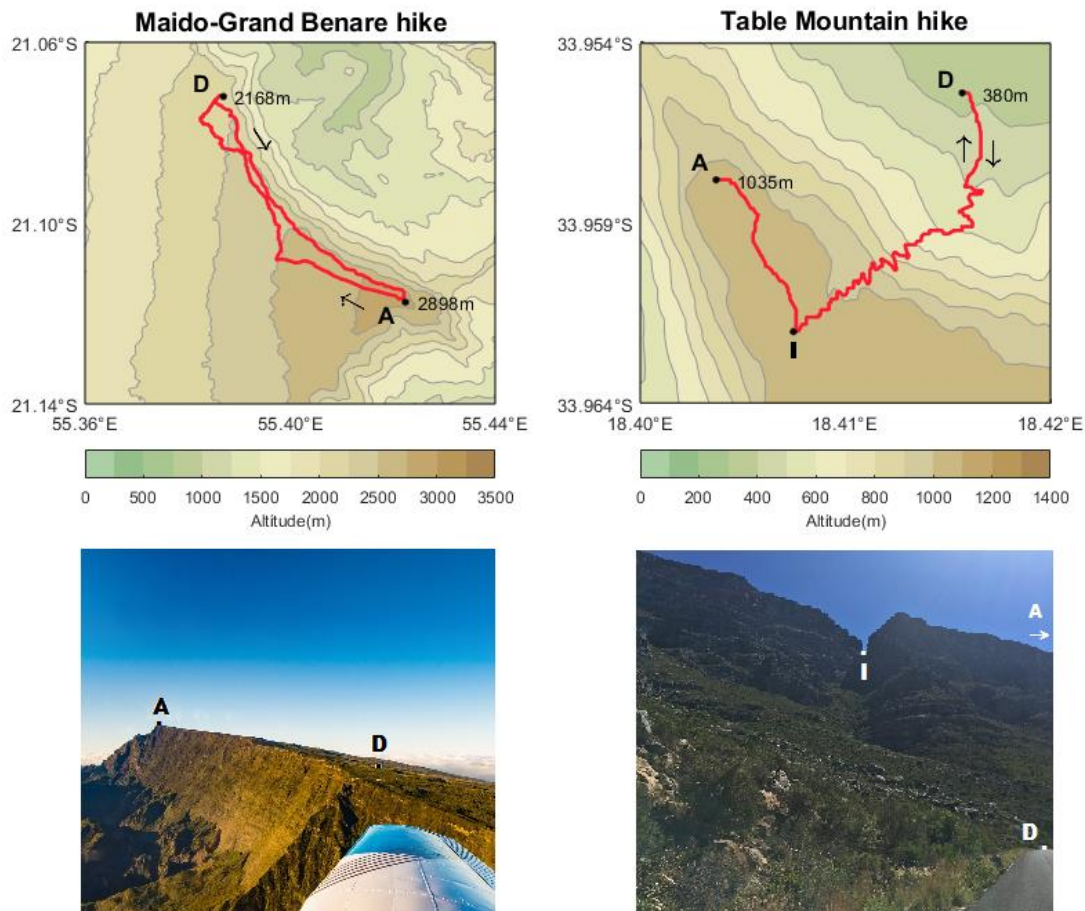 Maido-Grand Benare hike
21.06°S
D
2168m
21.10°S
2898m
A
21.14°S
55.36°E 55.40°E 55.44°E
0 500 1000 1500 2000 2500 3000 3500
Altitude(m)
A
D
Table Mountain hike
33.954°S
D
380m
A
1035m
33.959°S
I
33.964°S
18.40°E 18.41°E 18.42°E
0 200 400 600 800 1000 1200 1400
Altitude(m)
A
I
D